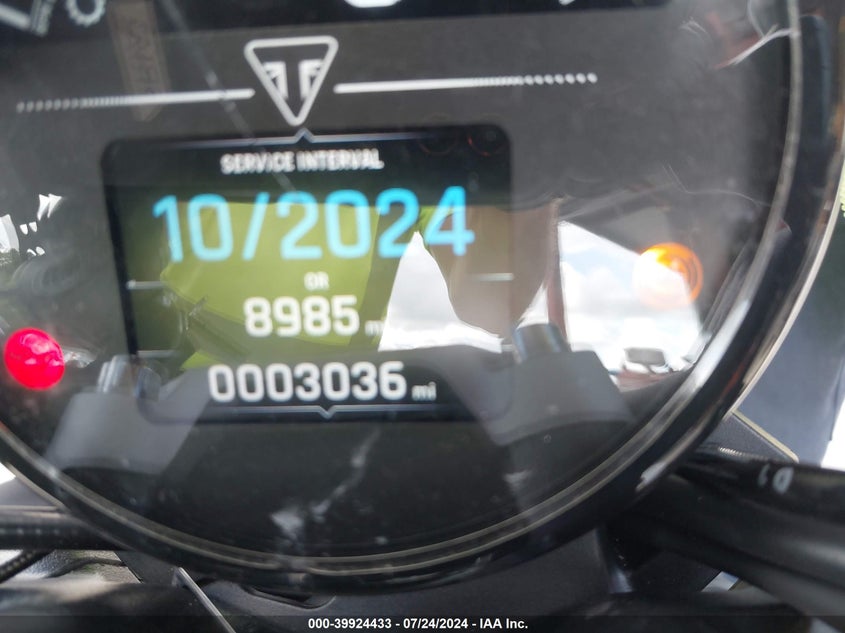 SERVICE INTERVAL
10/2024
OR
8985 mi
0003036 mi
000-39924433 - 07/24/2024 - IAA Inc.